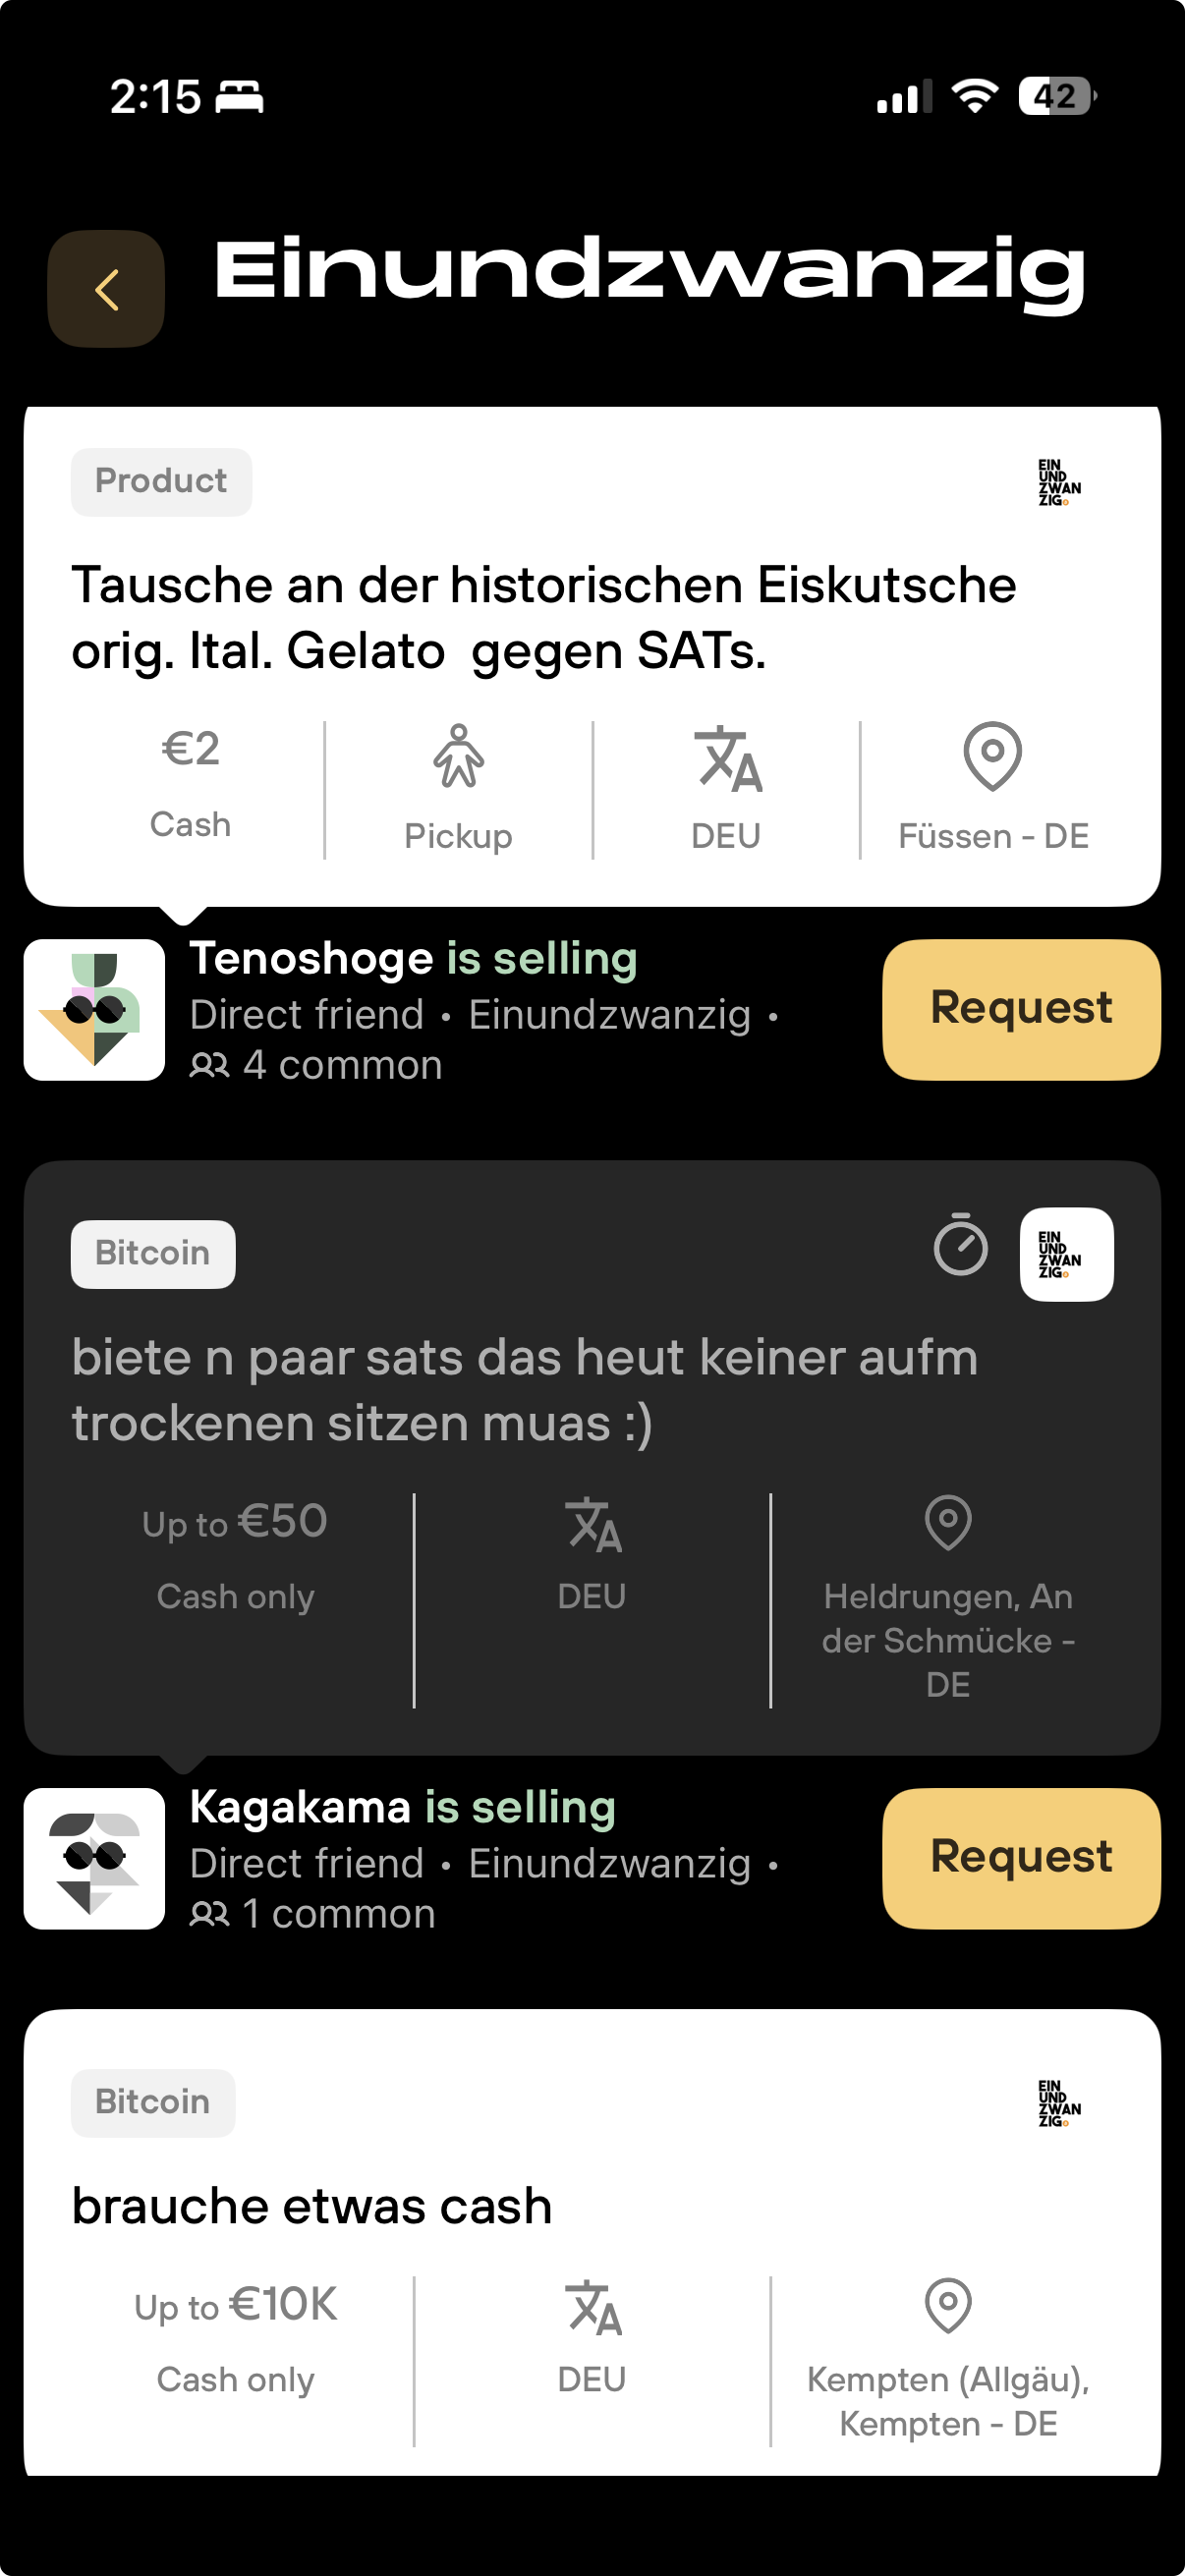 2:15
42
Einundzwanzig
Product
EIN
UND
ZWAN
ZIG
Tausche an der historischen Eiskutsche
orig. Ital. Gelato  gegen SATs.
€2
Cash
Pickup
DEU
Füssen - DE
Tenoshoge is selling
Direct friend • Einundzwanzig •
4 common
Request
Bitcoin
EIN
UND
ZWAN
ZIG
biete n paar sats das heut keiner aufm
trockenen sitzen muas :)
Up to €50
Cash only
DEU
Heldrungen, An
der Schmücke -
DE
Kagakama is selling
Direct friend • Einundzwanzig •
1 common
Request
Bitcoin
EIN
UND
ZWAN
ZIG
brauche etwas cash
Up to €10K
Cash only
DEU
Kempten (Allgäu),
Kempten - DE